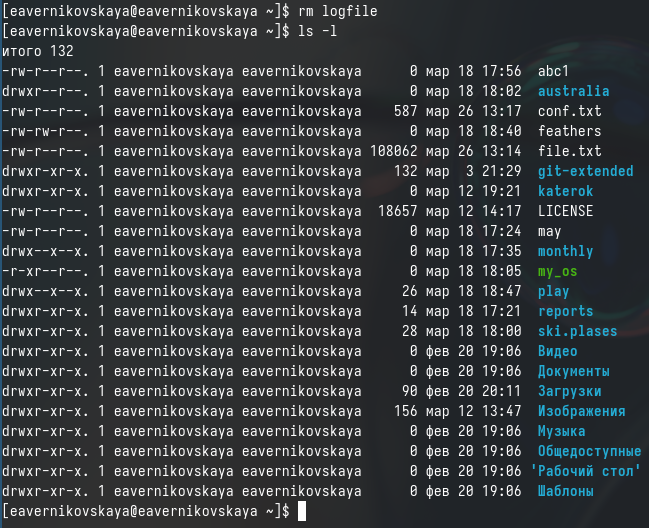 [eavernikovskaya@eavernikovskaya ~]$ rm logfile
[eavernikovskaya@eavernikovskaya ~]$ ls -l
итого 132
-rw-r--r--. 1 eavernikovskaya eavernikovskaya      0 мар 18 17:56  abc1
drwxr--r--. 1 eavernikovskaya eavernikovskaya      0 мар 18 18:02  australia
-rw-r--r--. 1 eavernikovskaya eavernikovskaya    587 мар 26 13:17  conf.txt
-rw-rw-r--. 1 eavernikovskaya eavernikovskaya      0 мар 18 18:40  feathers
-rw-r--r--. 1 eavernikovskaya eavernikovskaya 108062 мар 26 13:14  file.txt
drwxr-xr-x. 1 eavernikovskaya eavernikovskaya    132 мар  3 21:29  git-extended
drwxr-xr-x. 1 eavernikovskaya eavernikovskaya      0 мар 12 19:21  katerok
-rw-r--r--. 1 eavernikovskaya eavernikovskaya  18657 мар 12 14:17  LICENSE
-rw-r--r--. 1 eavernikovskaya eavernikovskaya      0 мар 18 17:24  may
drwx--x--x. 1 eavernikovskaya eavernikovskaya      0 мар 18 17:35  monthly
-r-xr--r--. 1 eavernikovskaya eavernikovskaya      0 мар 18 18:05  my_os
drwx--x--x. 1 eavernikovskaya eavernikovskaya     26 мар 18 18:47  play
drwxr-xr-x. 1 eavernikovskaya eavernikovskaya     14 мар 18 17:21  reports
drwxr-xr-x. 1 eavernikovskaya eavernikovskaya     28 мар 18 18:00  ski.plases
drwxr-xr-x. 1 eavernikovskaya eavernikovskaya      0 фев 20 19:06  Видео
drwxr-xr-x. 1 eavernikovskaya eavernikovskaya      0 фев 20 19:06  Документы
drwxr-xr-x. 1 eavernikovskaya eavernikovskaya     90 фев 20 20:11  Загрузки
drwxr-xr-x. 1 eavernikovskaya eavernikovskaya    156 мар 12 13:47  Изображения
drwxr-xr-x. 1 eavernikovskaya eavernikovskaya      0 фев 20 19:06  Музыка
drwxr-xr-x. 1 eavernikovskaya eavernikovskaya      0 фев 20 19:06  Общедоступные
drwxr-xr-x. 1 eavernikovskaya eavernikovskaya      0 фев 20 19:06 'Рабочий стол'
drwxr-xr-x. 1 eavernikovskaya eavernikovskaya      0 фев 20 19:06  Шаблоны
[eavernikovskaya@eavernikovskaya ~]$